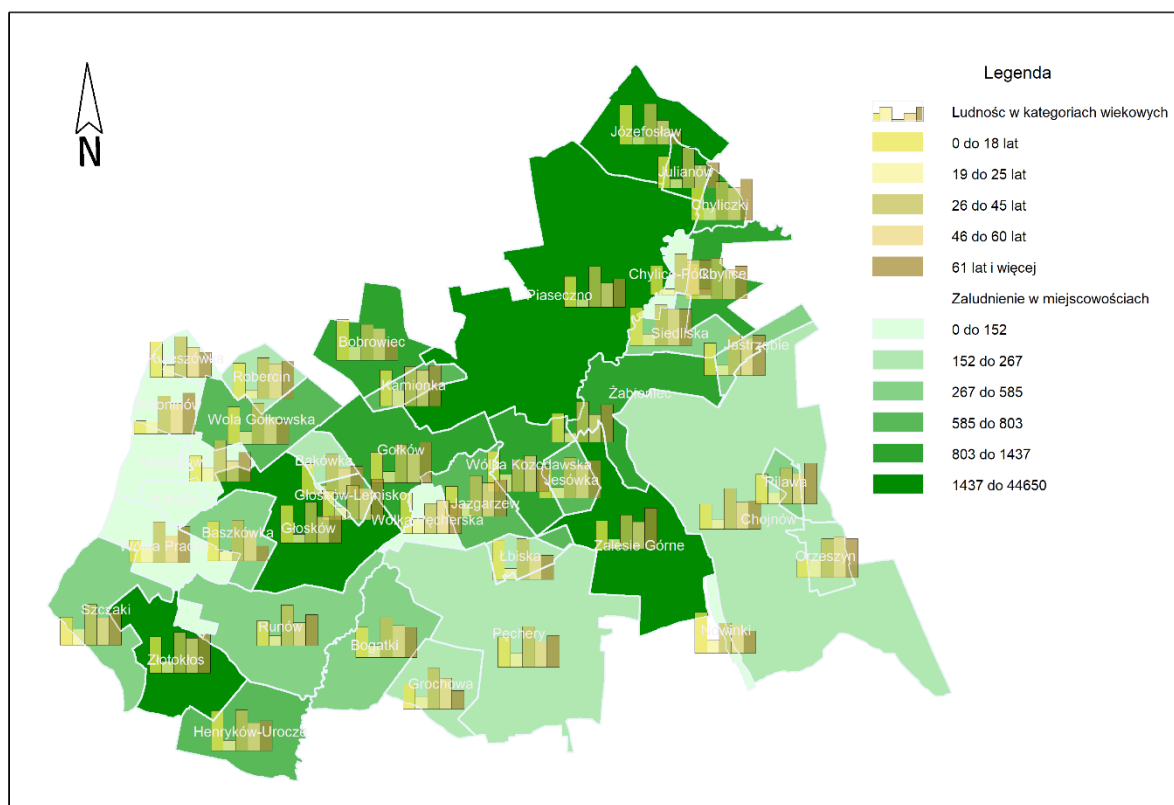 N
Legenda
Ludnośc w kategoriach wiekowych
0 do 18 lat
19 do 25 lat
26 do 45 lat
46 do 60 lat
61 lat i więcej
Zaludnienie w miejscowościach
0 do 152
152 do 267
267 do 585
585 do 803
803 do 1437
1437 do 44650
Józefosław
Julianów
Chyliczki
Chylice
Piaseczno
Siedliska
Bobrowiec
Jastrzębie
Robercin
Kamionka
Żabieniec
Wola Gołkowska
Gołków
Bąkówka
Jesówka
Głosków-Letnisko
Pilawa
Jazgarzew
Chojnów
Głosków
Baszkówka
Zalesie Górne
Łbiska
Orzeszyn
Szczaki
Runów
Nowinki
Bogatki
Pęchery
Złotokłos
Grochowa
Henryków-Urocze